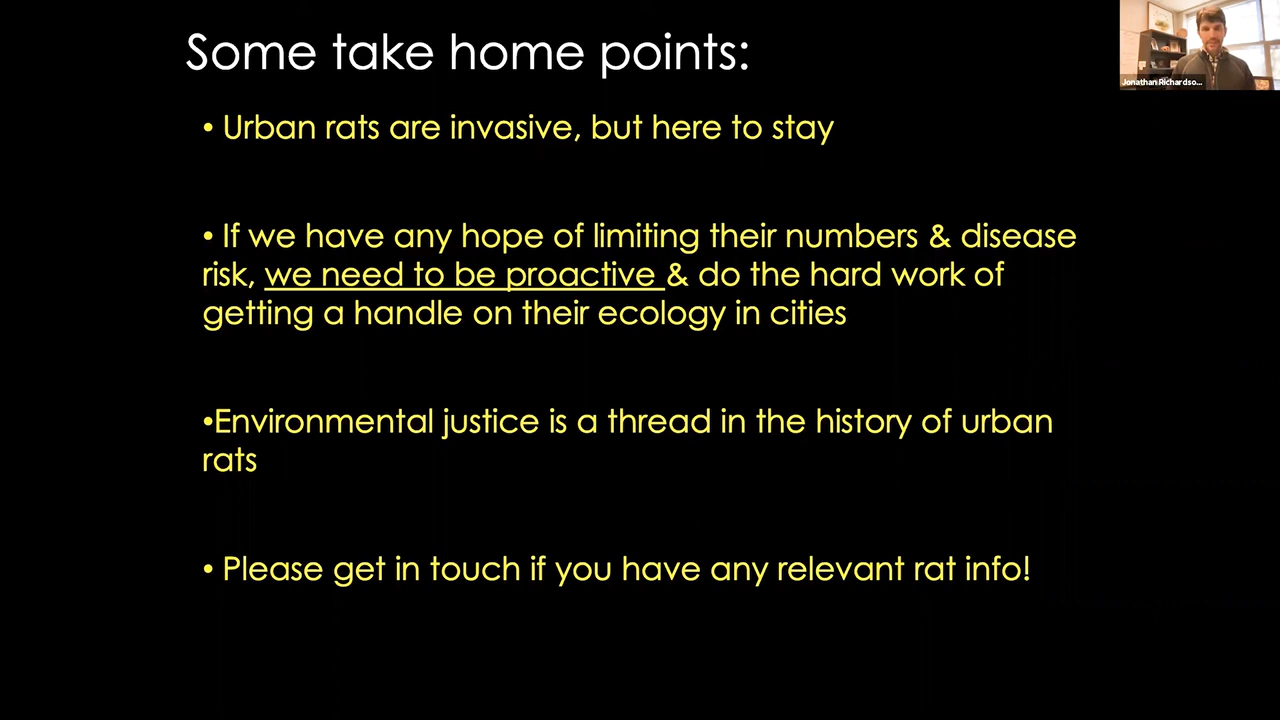 Some take home points:
Jonathan Richardso...
• Urban rats are invasive, but here to stay
• If we have any hope of limiting their numbers & disease
risk, we need to be proactive & do the hard work of
getting a handle on their ecology in cities
•Environmental justice is a thread in the history of urban
rats
• Please get in touch if you have any relevant rat info!